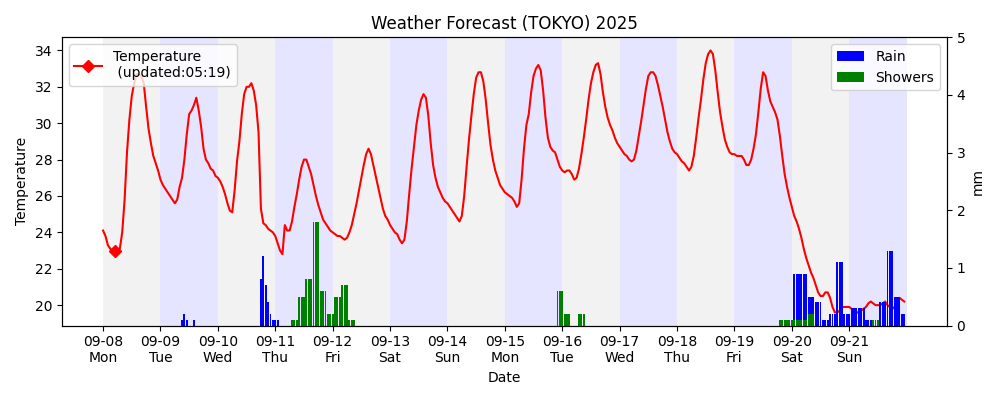 Weather Forecast (TOKYO) 2025
Temperature
(updated:05:19)
Rain
Showers
Temperature
34
32
30
28
26
24
22
20
5
4
3
2
1
0
mm
09-08 09-09 09-10 09-11 09-12 09-13 09-14 09-15 09-16 09-17 09-18 09-19 09-20 09-21
Mon Tue Wed Thu Fri Sat Sun Mon Tue Wed Thu Fri Sat Sun
Date